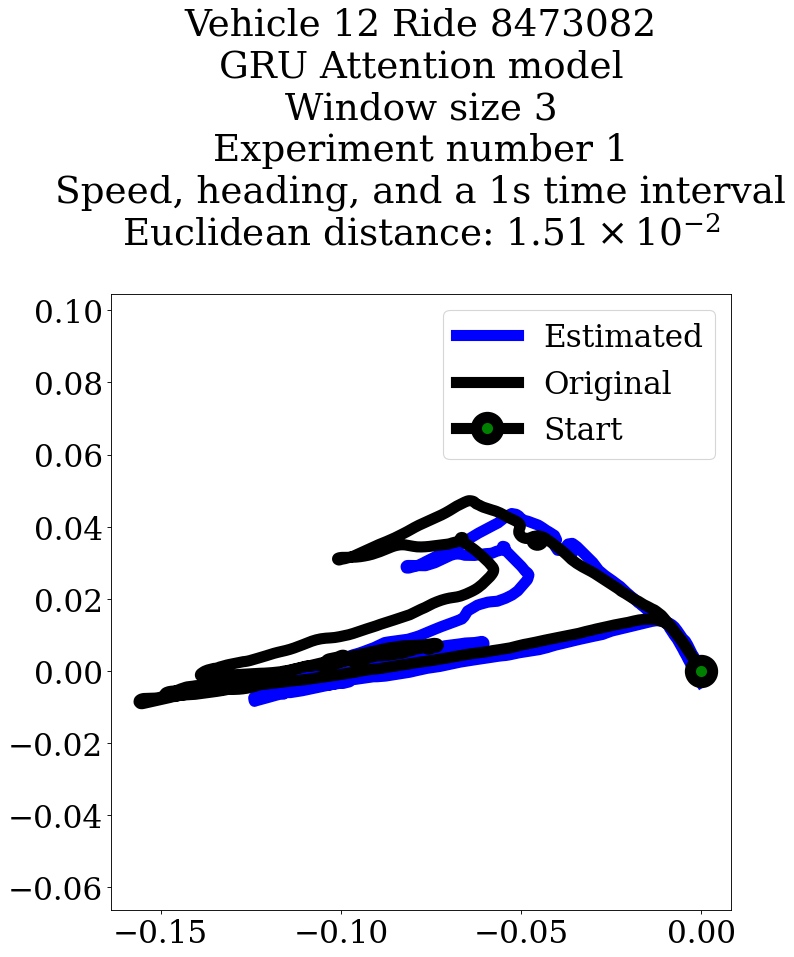 Vehicle 12 Ride 8473082
GRU Attention model
Window size 3
Experiment number 1
Speed, heading, and a 1s time interval
Euclidean distance: 1.51 × 10⁻²
Estimated
Original
Start
0.10
0.08
0.06
0.04
0.02
0.00
−0.02
−0.04
−0.06
−0.15
−0.10
−0.05
0.00